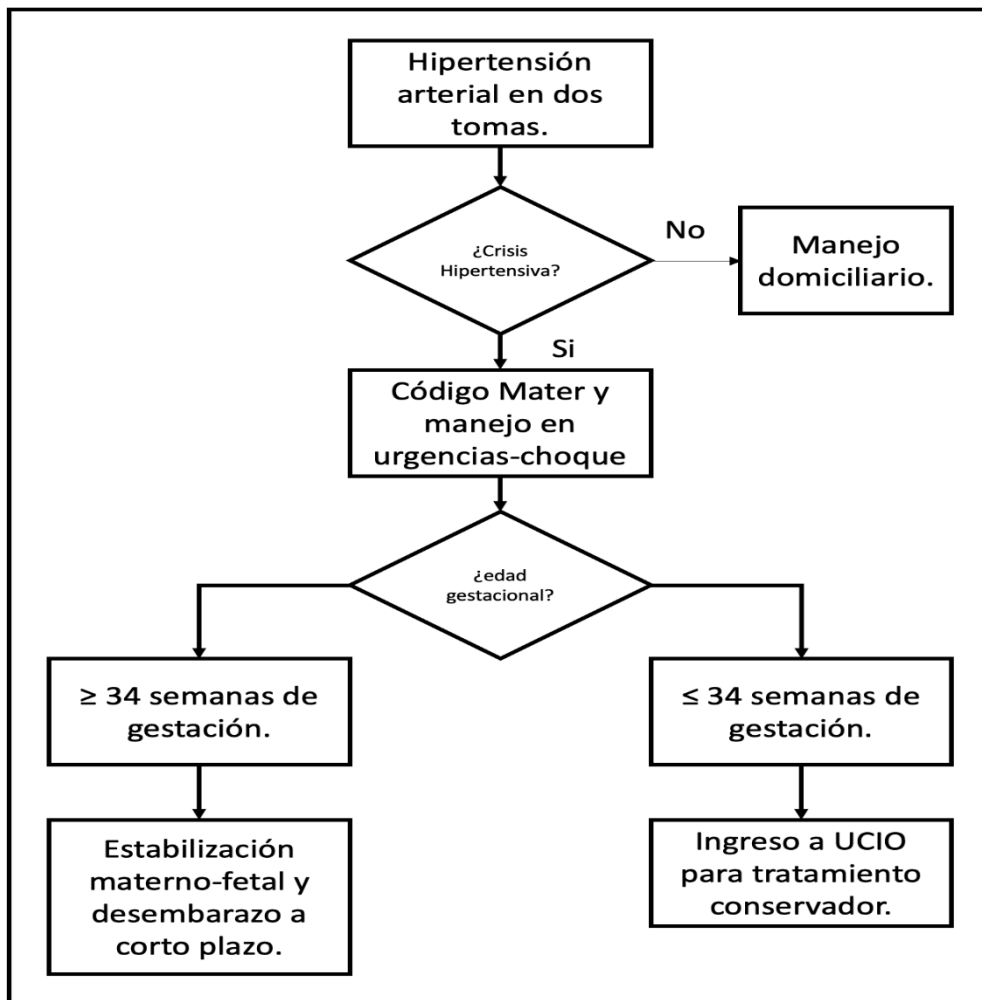 Hipertensión
arterial en dos
tomas.
¿Crisis
Hipertensiva?
No
Manejo
domiciliario.
Si
Código Mater y
manejo en
urgencias-choque
¿edad
gestacional?
≥ 34 semanas de
gestación.
≤ 34 semanas de
gestación.
Estabilización
materno-fetal y
desembarazo a
corto plazo.
Ingreso a UCIO
para tratamiento
conservador.